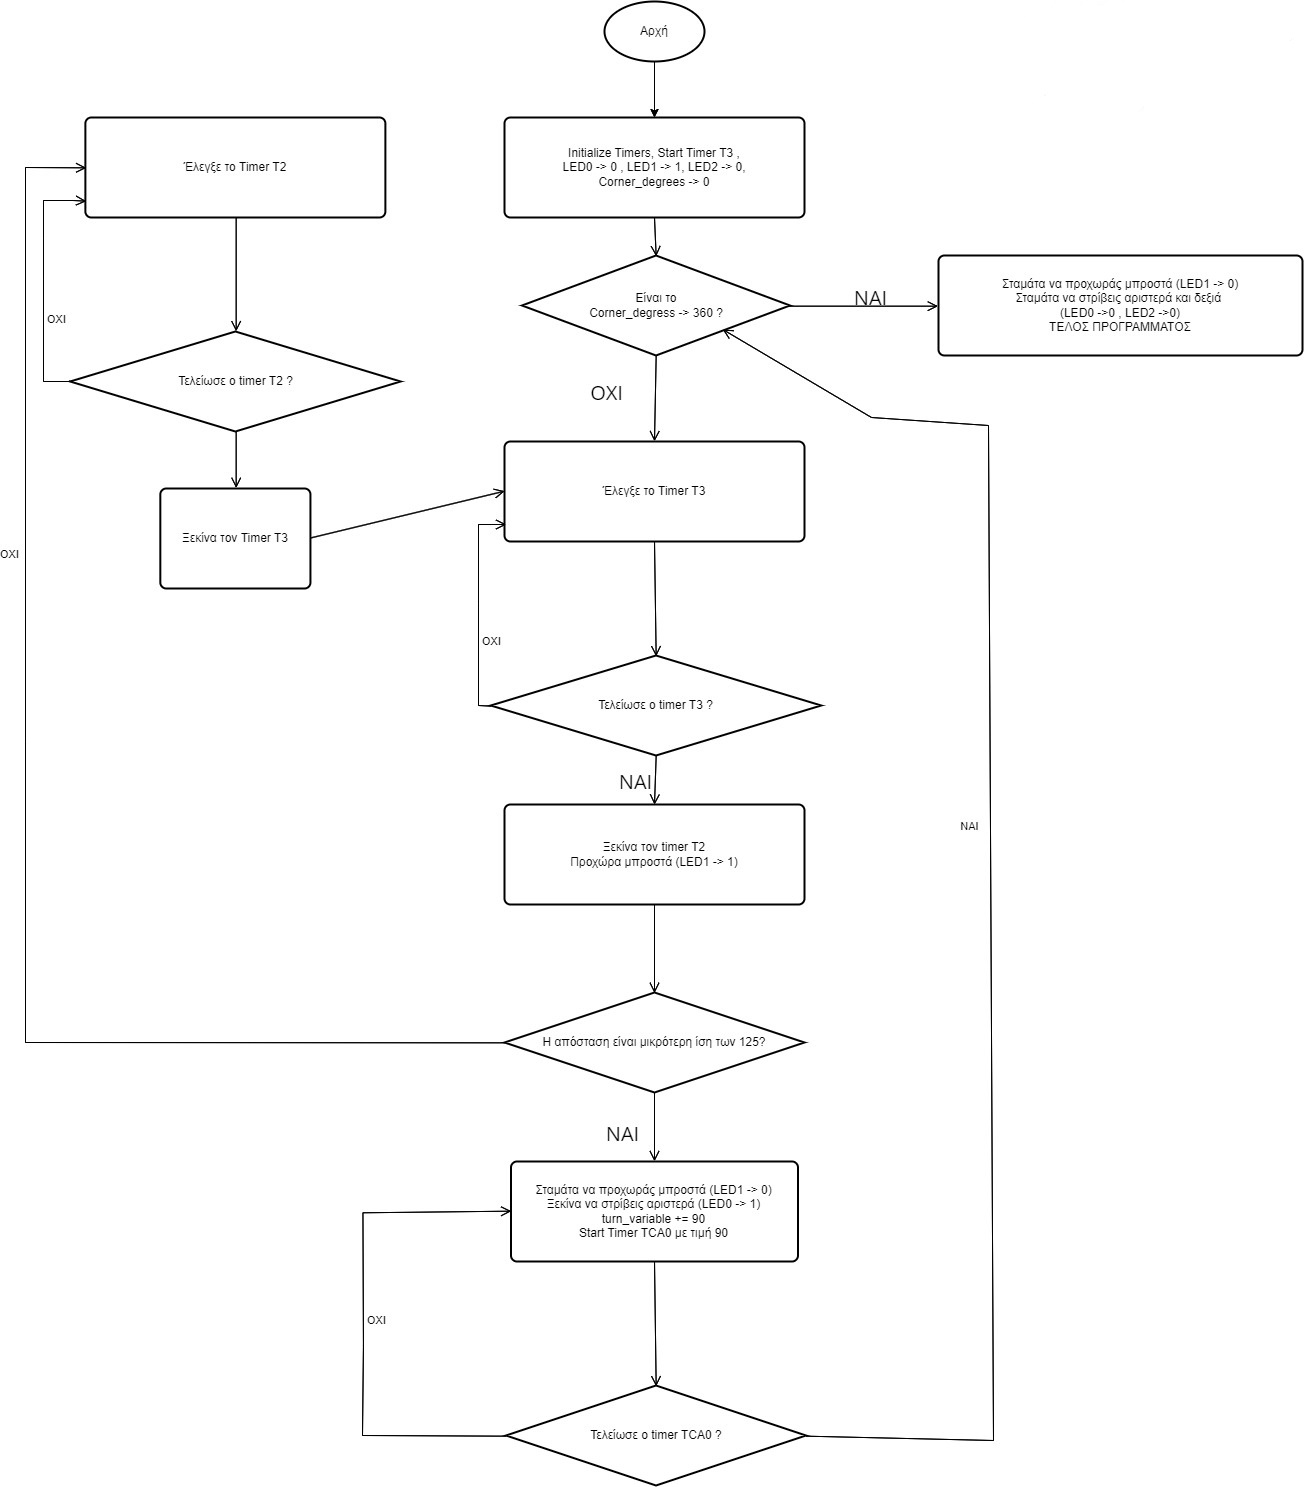 Αρχή
Initialize Timers, Start Timer T3 ,
LED0 -> 0 , LED1 -> 1, LED2 -> 0,
Corner_degrees -> 0
Είναι το
Corner_degress -> 360 ?
ΝΑΙ
Σταμάτα να προχωράς μπροστά (LED1 -> 0)
Σταμάτα να στρίβεις αριστερά και δεξιά
(LED0 ->0 , LED2 ->0)
ΤΕΛΟΣ ΠΡΟΓΡΑΜΜΑΤΟΣ
ΟΧΙ
Έλεγξε το Timer T3
ΟΧΙ
Τελείωσε ο timer T3 ?
ΝΑΙ
Ξεκίνα τον timer T2
Προχώρα μπροστά (LED1 -> 1)
Η απόσταση είναι μικρότερη ίση των 125?
ΟΧΙ
Έλεγξε το Timer T2
ΟΧΙ
Τελείωσε ο timer T2 ?
Ξεκίνα τον Timer T3
ΝΑΙ
Σταμάτα να προχωράς μπροστά (LED1 -> 0)
Ξεκίνα να στρίβεις αριστερά (LED0 -> 1)
turn_variable += 90
Start Timer TCA0 με τιμή 90
ΟΧΙ
Τελείωσε ο timer TCA0 ?
ΝΑΙ